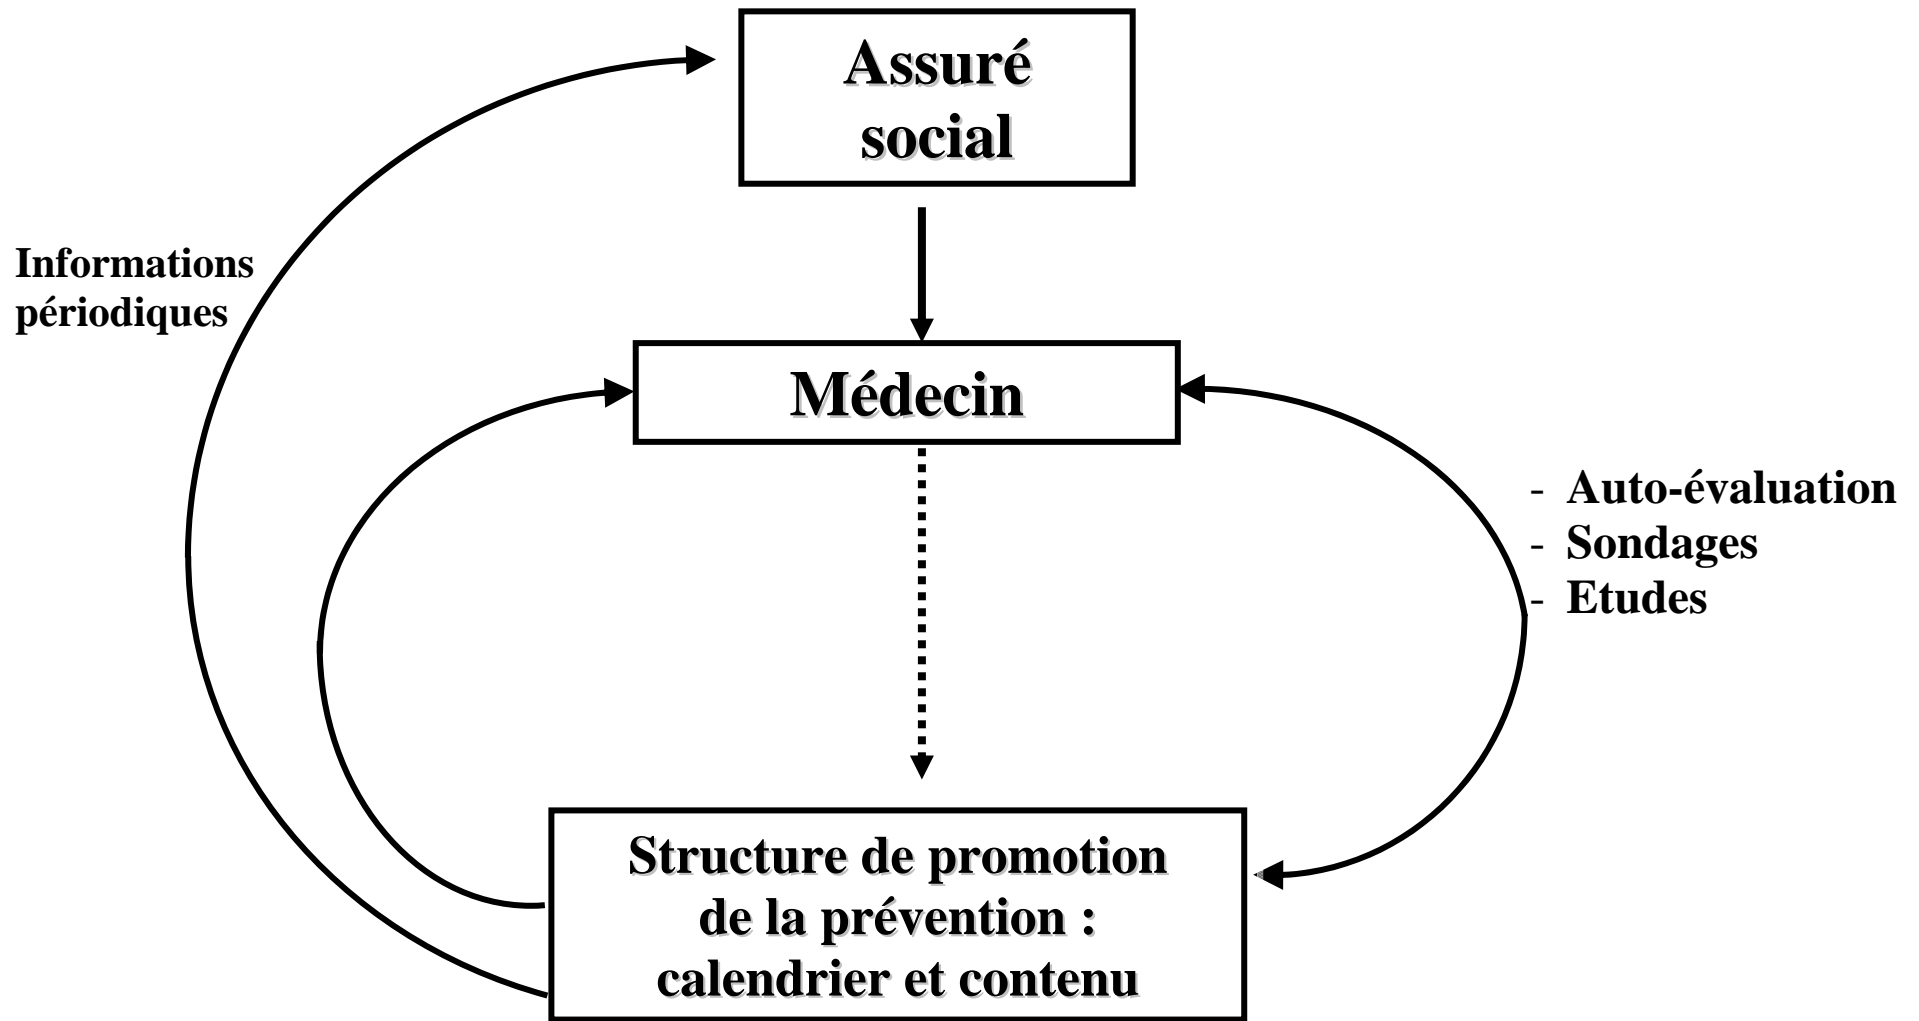 Assuré
social
Informations
périodiques
Médecin
- Auto-évaluation
- Sondages
- Etudes
Structure de promotion
de la prévention :
calendrier et contenu